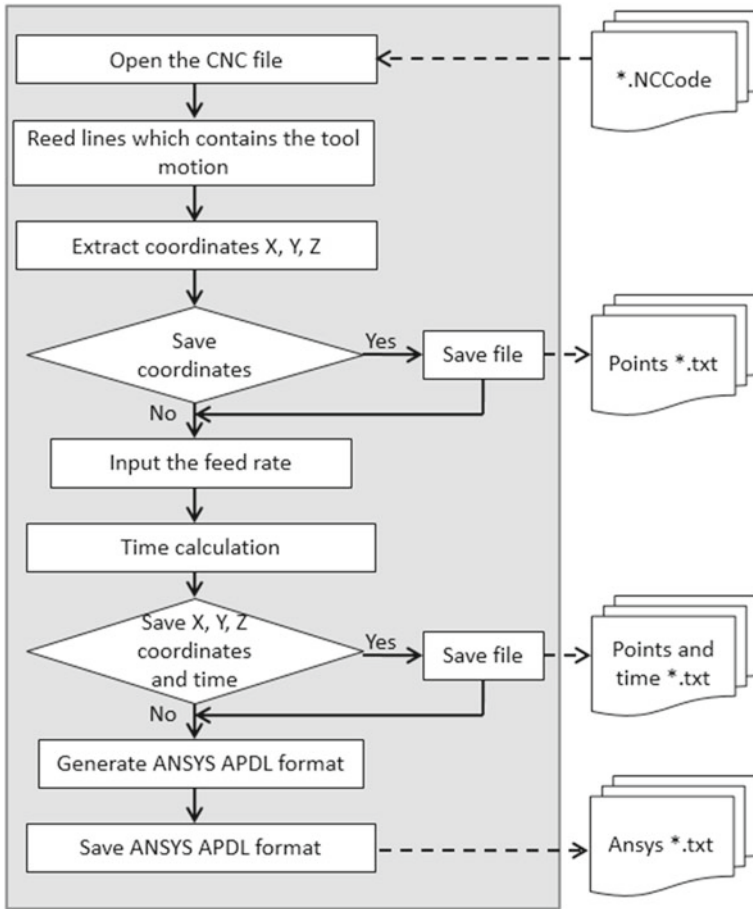 Open the CNC file
*.NCCode
Reed lines which contains the tool
motion
Extract coordinates X, Y, Z
Save
coordinates
Yes
Save file
Points *.txt
No
Input the feed rate
Time calculation
Save X, Y, Z
coordinates
and time
Yes
Save file
Points and
time *.txt
No
Generate ANSYS APDL format
Save ANSYS APDL format
Ansys *.txt